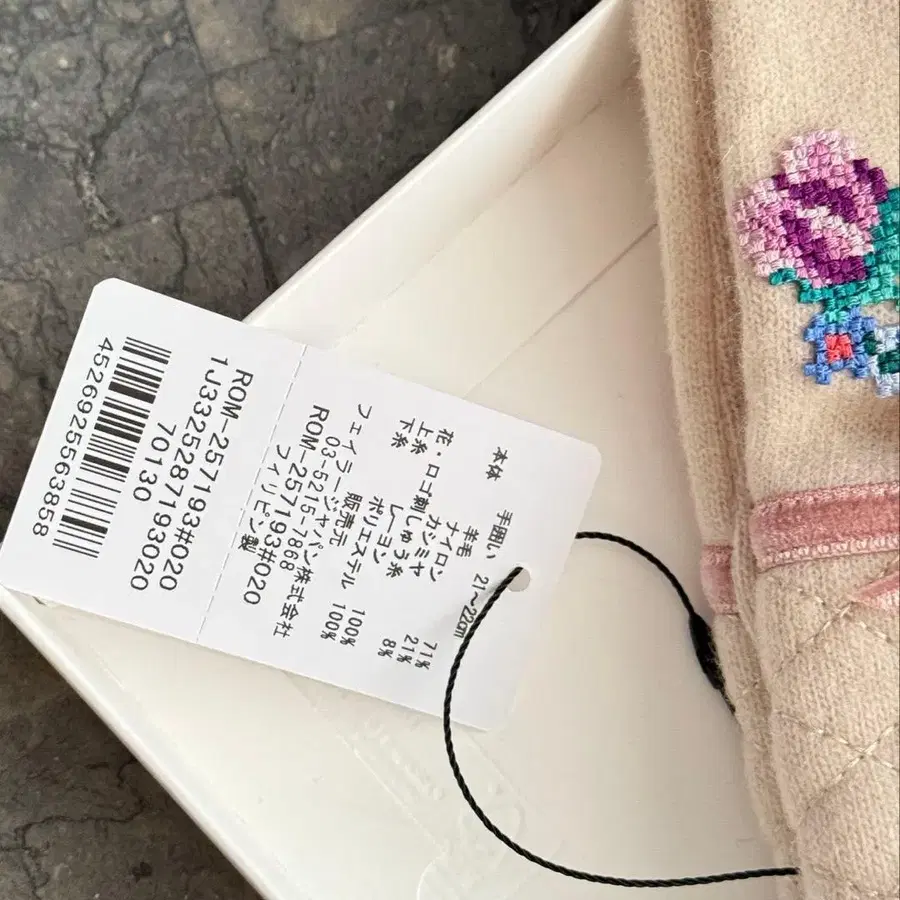 手囲い 21~22cm
本体 羊毛 71%
ナイロン 21%
カシミヤ 8%
花・ロゴ刺しゅう糸
上糸 レーヨン 100%
下糸 ポリエステル 100%
販売元
フェイラージャパン株式会社
03-5215-7868
ROM-257193#020
フィリピン製
ROM-257193#020
1J3325287193020
70130
4526925563858